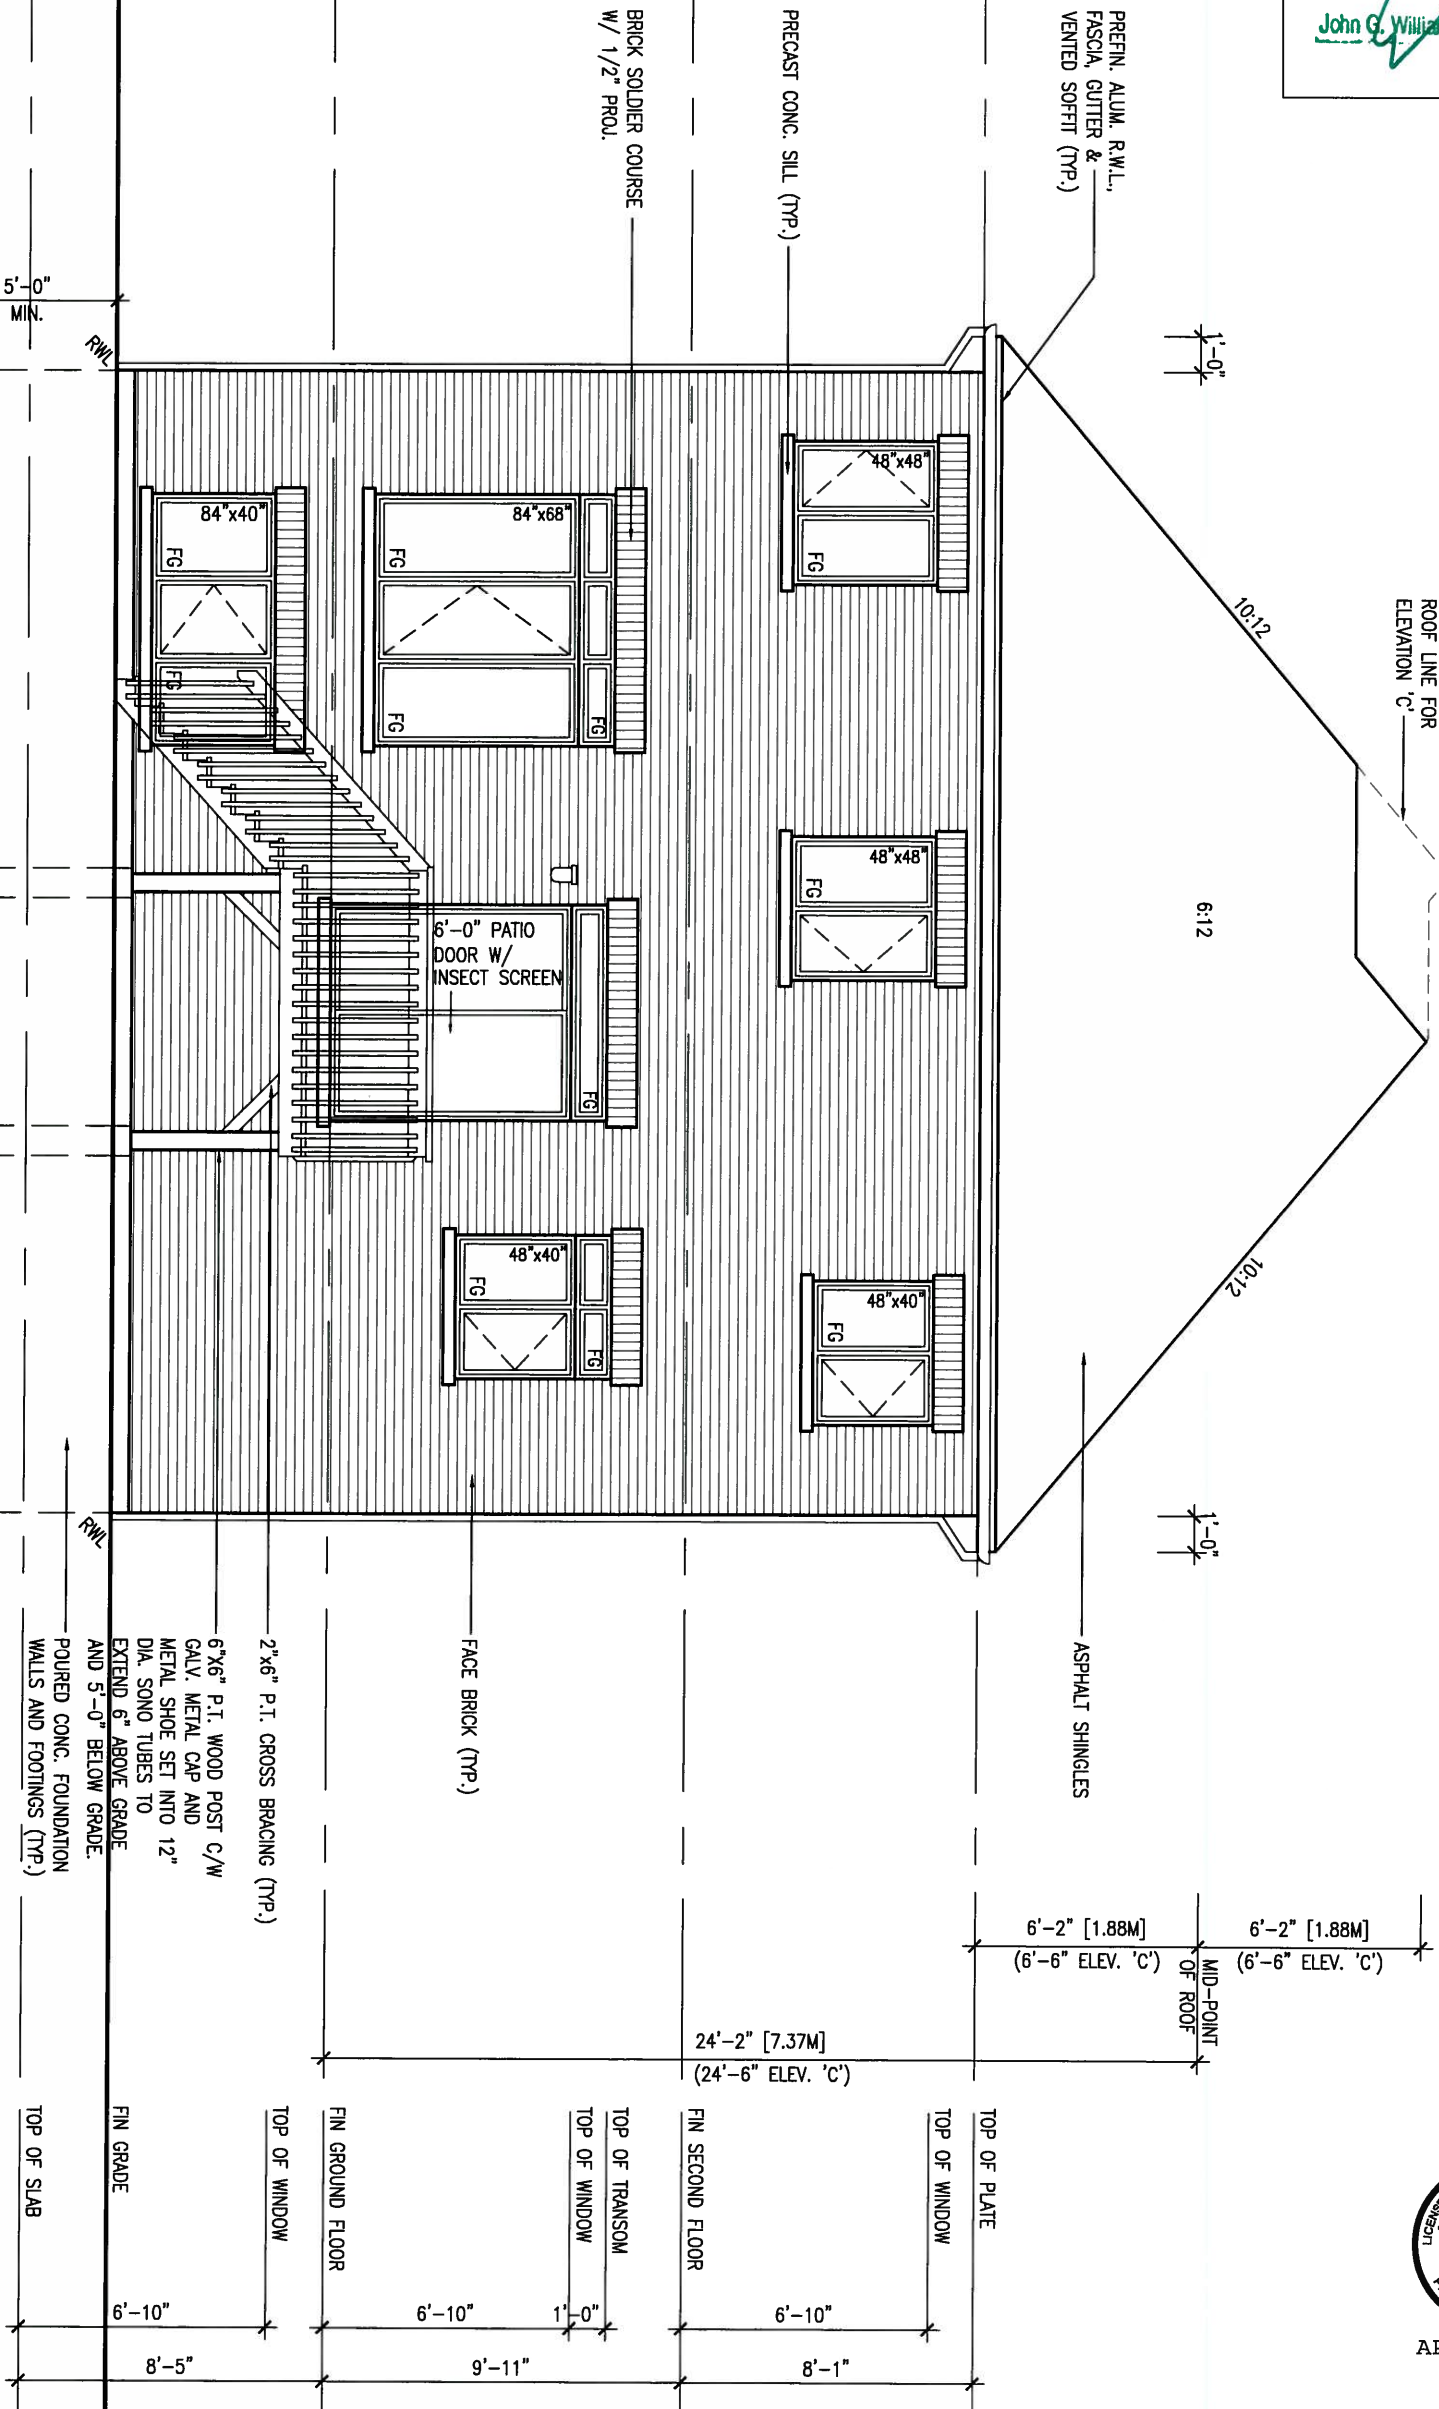 John G. Willia
ROOF LINE FOR
ELEVATION 'C'
1'-0"
1'-0"
10:12
6:12
10:12
PREFIN. ALUM. R.W.L.,
FASCIA, GUTTER &
VENTED SOFFIT (TYP.)
ASPHALT SHINGLES
PRECAST CONC. SILL (TYP.)
48"x48"
FG
48"x48"
FG
48"x40"
FG
BRICK SOLDIER COURSE
W/ 1/2" PROJ.
84"x68"
FG
FG
FG
6'-0" PATIO
DOOR W/
INSECT SCREEN
FG
48"x40"
FG
FG
FACE BRICK (TYP.)
84"x40"
FG
FG
2"x6" P.T. CROSS BRACING (TYP.)
6"X6" P.T. WOOD POST C/W
GALV. METAL CAP AND
METAL SHOE SET INTO 12"
DIA. SONO TUBES TO
EXTEND 6" ABOVE GRADE
AND 5'-0" BELOW GRADE.
POURED CONC. FOUNDATION
WALLS AND FOOTINGS (TYP.)
RWL
RWL
5'-0"
MIN.
6'-2" [1.88M]
(6'-6" ELEV. 'C')
6'-2" [1.88M]
(6'-6" ELEV. 'C')
MID-POINT
OF ROOF
24'-2" [7.37M]
(24'-6" ELEV. 'C')
TOP OF PLATE
TOP OF WINDOW
FIN SECOND FLOOR
TOP OF TRANSOM
TOP OF WINDOW
FIN GROUND FLOOR
TOP OF WINDOW
FIN GRADE
TOP OF SLAB
6'-10"
1'-0"
6'-10"
6'-10"
8'-1"
9'-11"
8'-5"